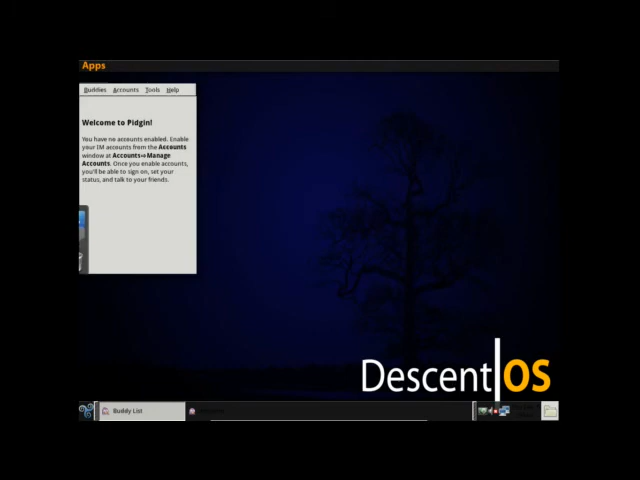 Apps
Buddies Accounts Tools Help
Welcome to Pidgin!
You have no accounts enabled. Enable
your IM accounts from the Accounts
window at Accounts⇨Manage
Accounts. Once you enable accounts,
you'll be able to sign on, set your
status, and talk to your friends.
Descent|OS
Buddy List